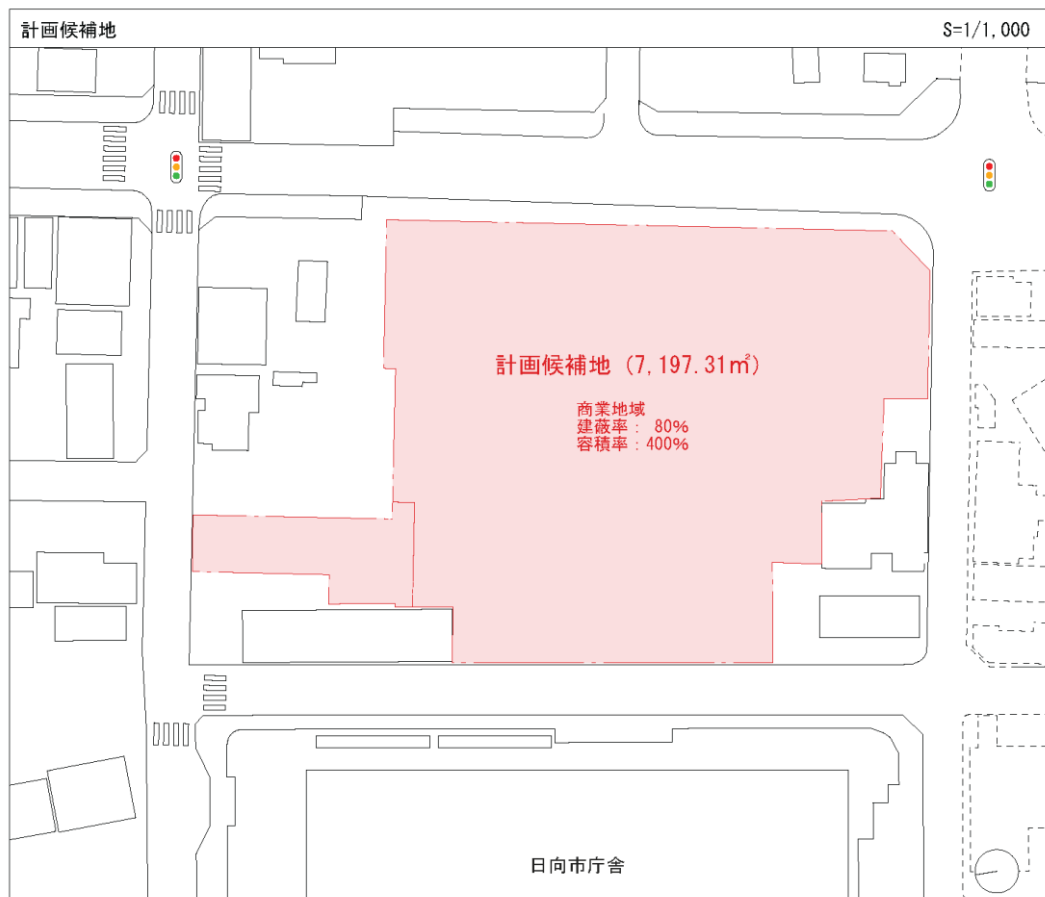 計画候補地
S=1/1,000
計画候補地 (7,197.31㎡)
商業地域
建蔽率: 80%
容積率:400%
日向市庁舎